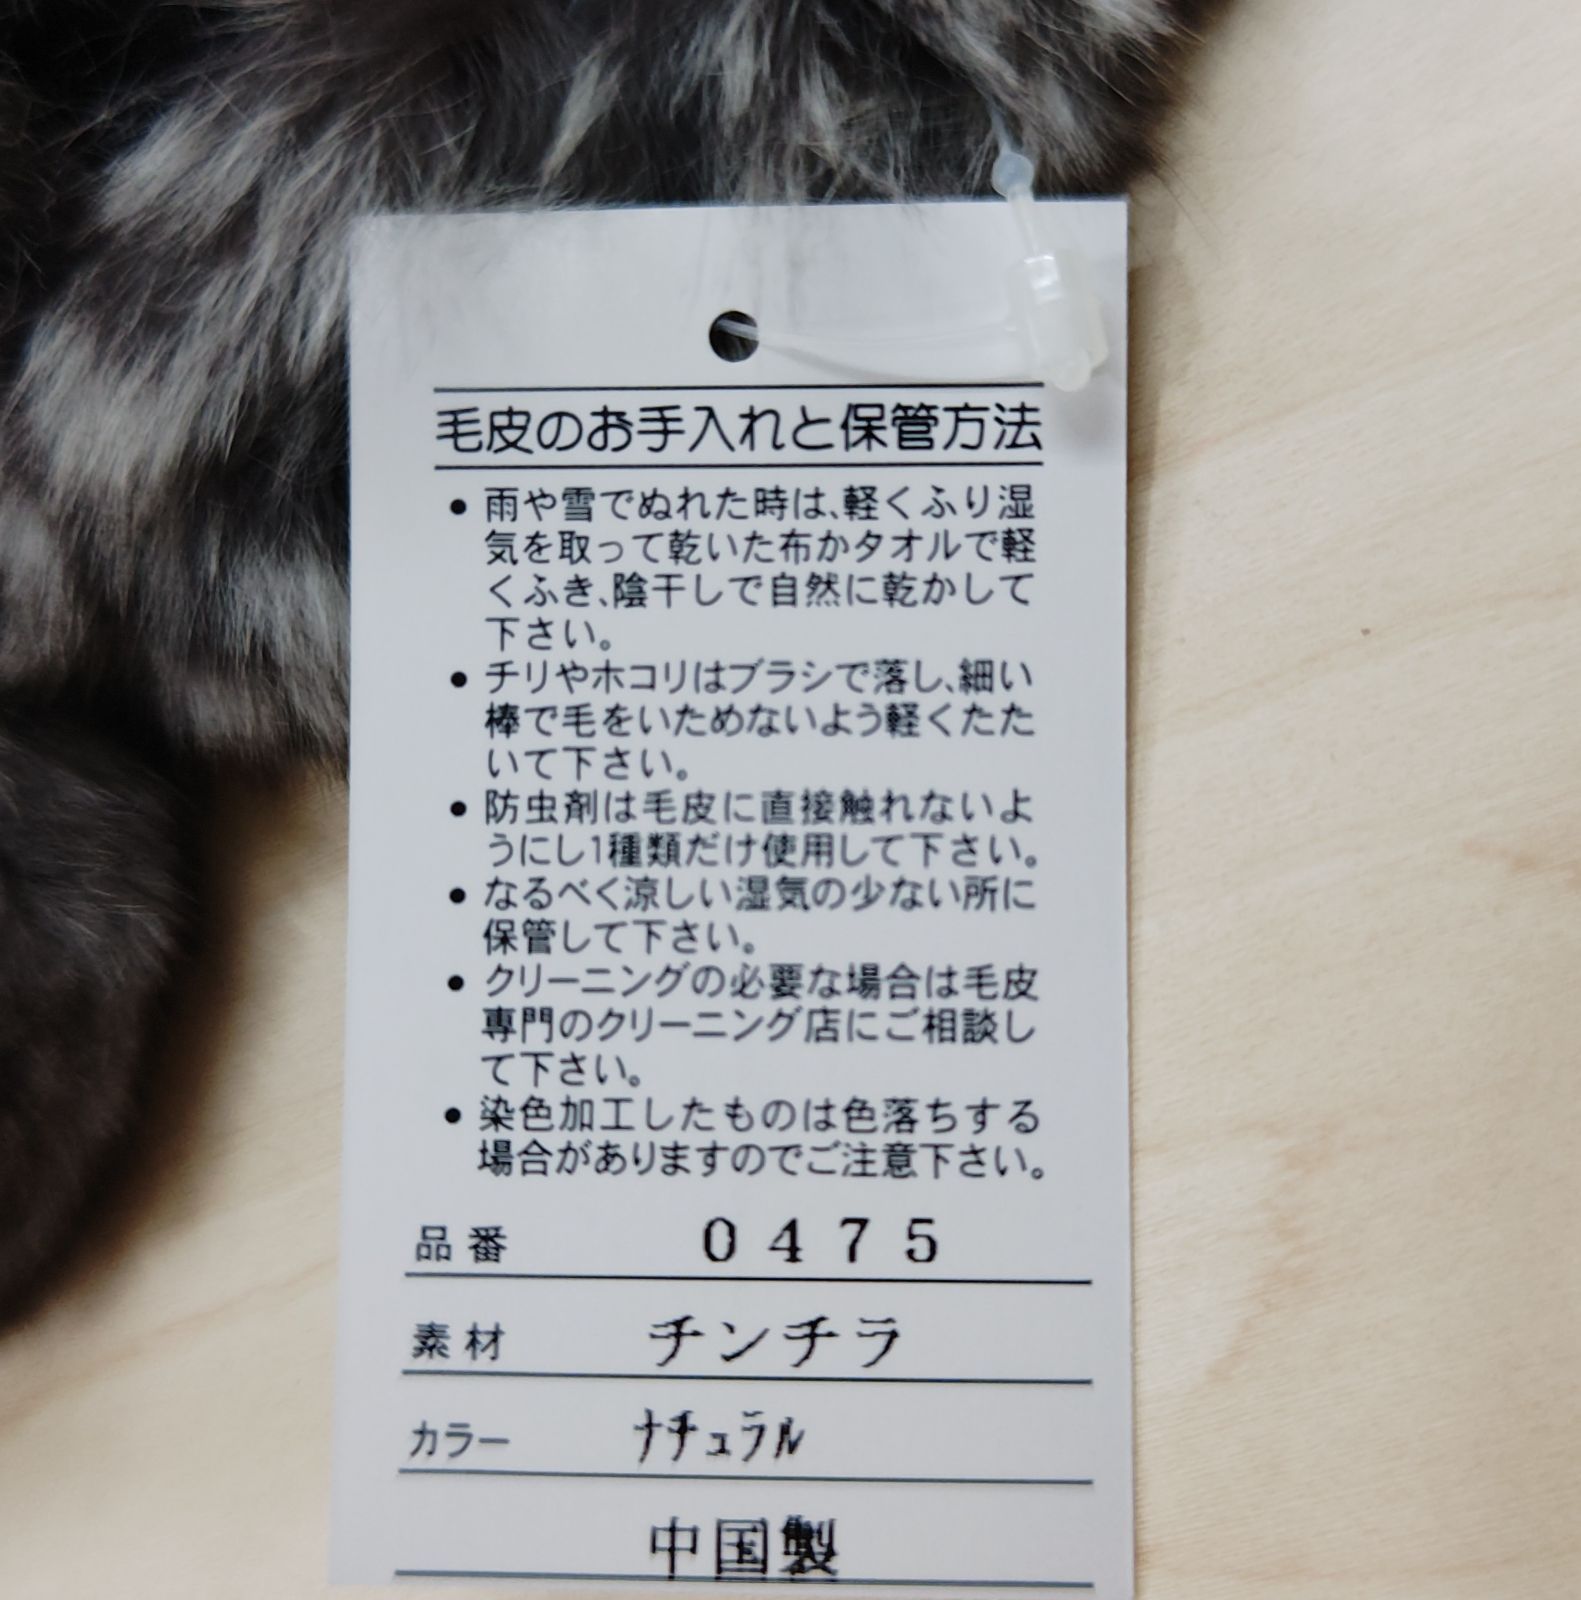 毛皮のお手入れと保管方法
●雨や雪でぬれた時は、軽くふり湿
気を取って乾いた布かタオルで軽
くふき、陰干しで自然に乾かして
下さい。
●チリやホコリはブラシで落し、細い
棒で毛をいためないよう軽くたた
いて下さい。
●防虫剤は毛皮に直接触れないよ
うにし1種類だけ使用して下さい。
●なるべく涼しい湿気の少ない所に
保管して下さい。
●クリーニングの必要な場合は毛皮
専門のクリーニング店にご相談し
て下さい。
●染色加工したものは色落ちする
場合がありますのでご注意下さい。
品番 0475
素材 チンチラ
カラー ナチュラル
中国製